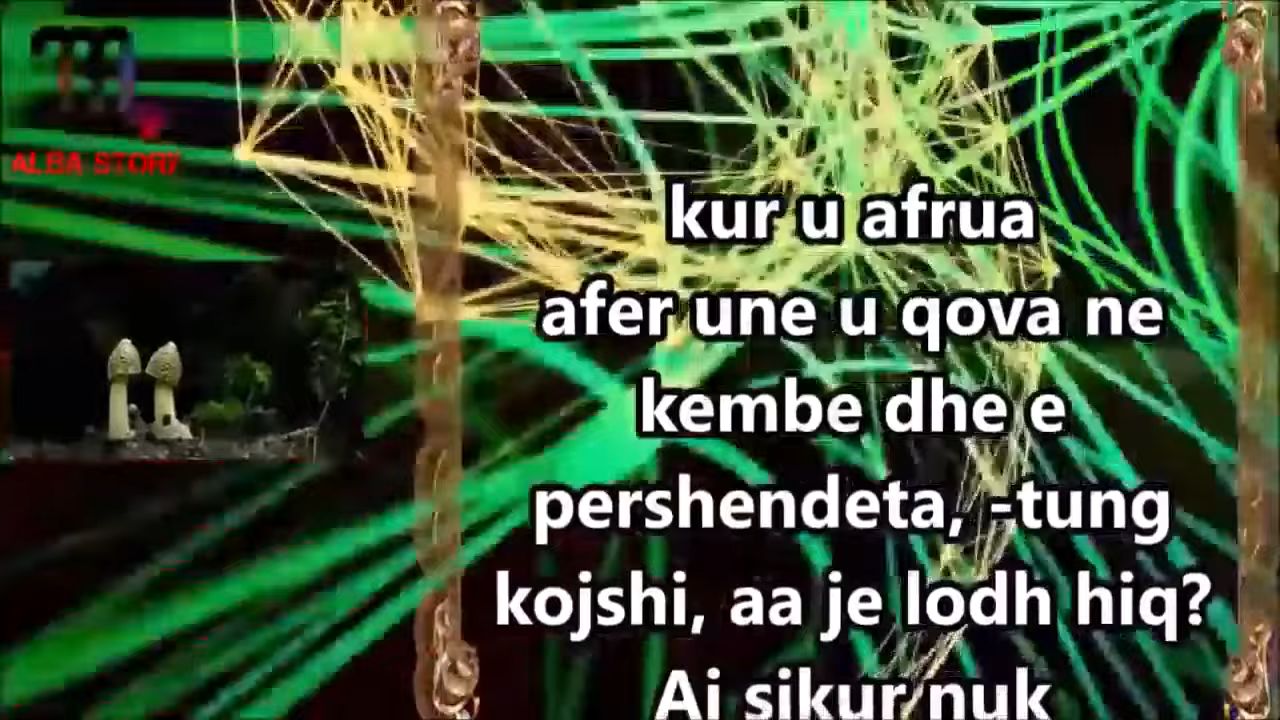 ALBA STORY
kur u afrua
afer une u qova ne
kembe dhe e
pershendeta, -tung
kojshi, aa je lodh hiq?
Ai sikur nuk